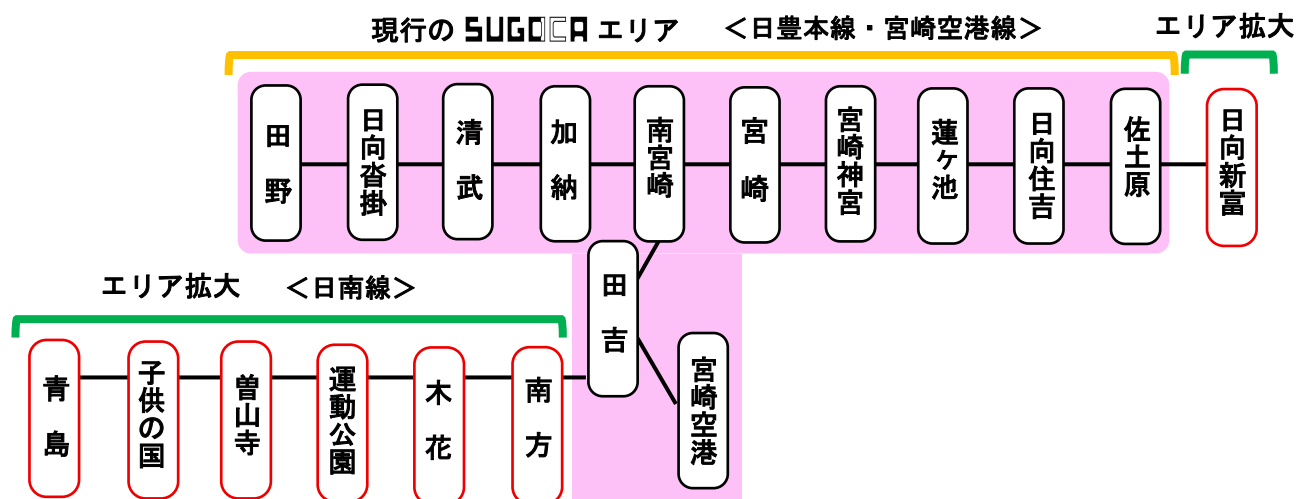 現行の SUGOCA エリア ＜日豊本線・宮崎空港線＞
エリア拡大
田野
日向沓掛
清武
加納
南宮崎
宮崎
宮崎神宮
蓮ケ池
日向住吉
佐土原
日向新富
エリア拡大 ＜日南線＞
田吉
宮崎空港
青島
子供の国
曽山寺
運動公園
木花
南方